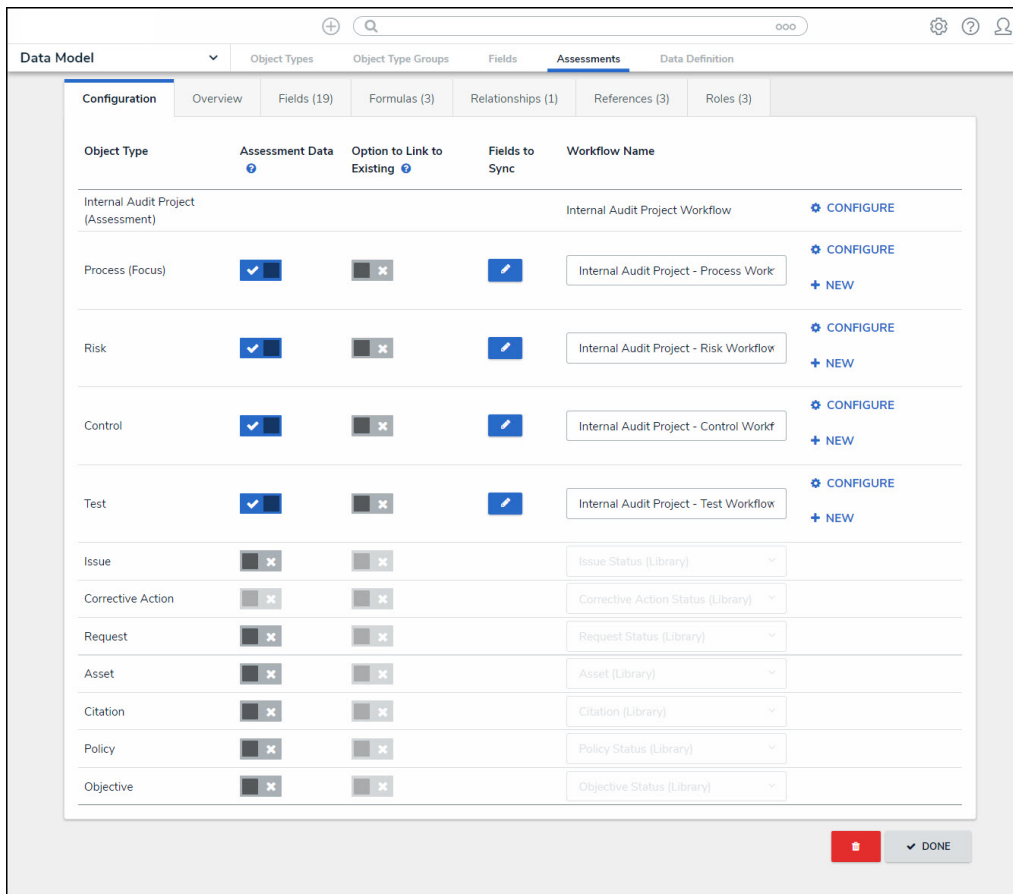 Data Model
Object Types
Object Type Groups
Fields
Assessments
Data Definition
Configuration
Overview
Fields (19)
Formulas (3)
Relationships (1)
References (3)
Roles (3)
Object Type
Assessment Data
Option to Link to
Existing
Fields to
Sync
Workflow Name
Internal Audit Project
(Assessment)
Internal Audit Project Workflow
CONFIGURE
Process (Focus)
Internal Audit Project - Process Work
CONFIGURE
+ NEW
Risk
Internal Audit Project - Risk Workflow
CONFIGURE
+ NEW
Control
Internal Audit Project - Control Workf
CONFIGURE
+ NEW
Test
Internal Audit Project - Test Workflow
CONFIGURE
+ NEW
Issue
Issue Status (Library)
Corrective Action
Corrective Action Status (Library)
Request
Request Status (Library)
Asset
Asset (Library)
Citation
Citation (Library)
Policy
Policy Status (Library)
Objective
Objective Status (Library)
DONE